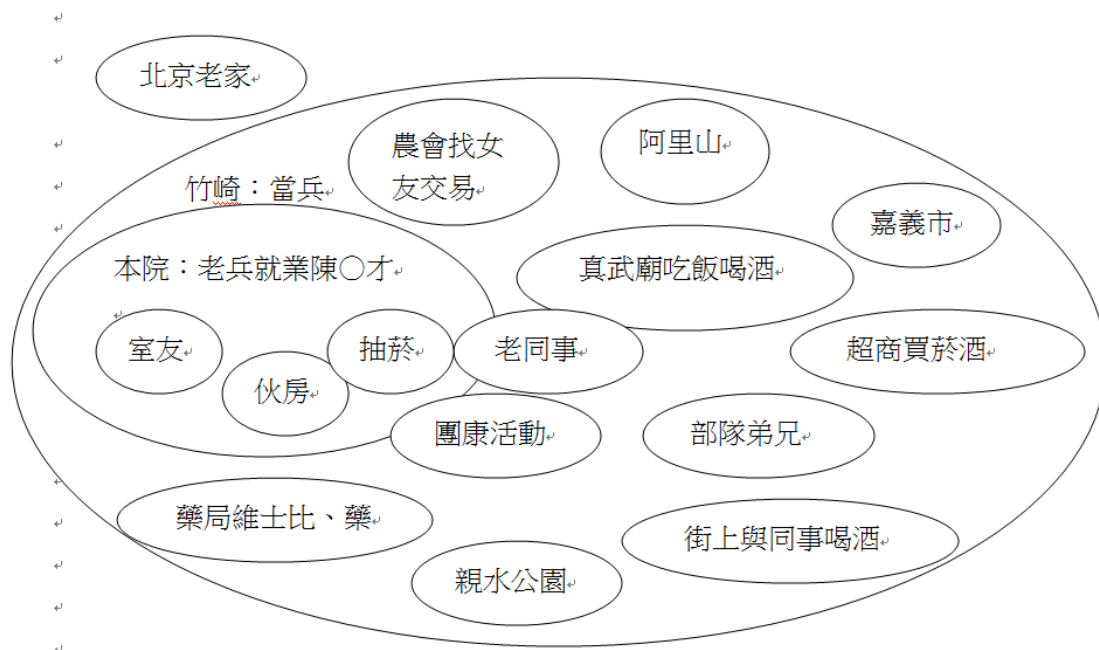 北京老家
農會找女
友交易
阿里山
竹崎：當兵
嘉義市
本院：老兵就業陳〇才
真武廟吃飯喝酒
室友
抽菸
老同事
超商買菸酒
伙房
團康活動
部隊弟兄
藥局維士比、藥
街上與同事喝酒
親水公園